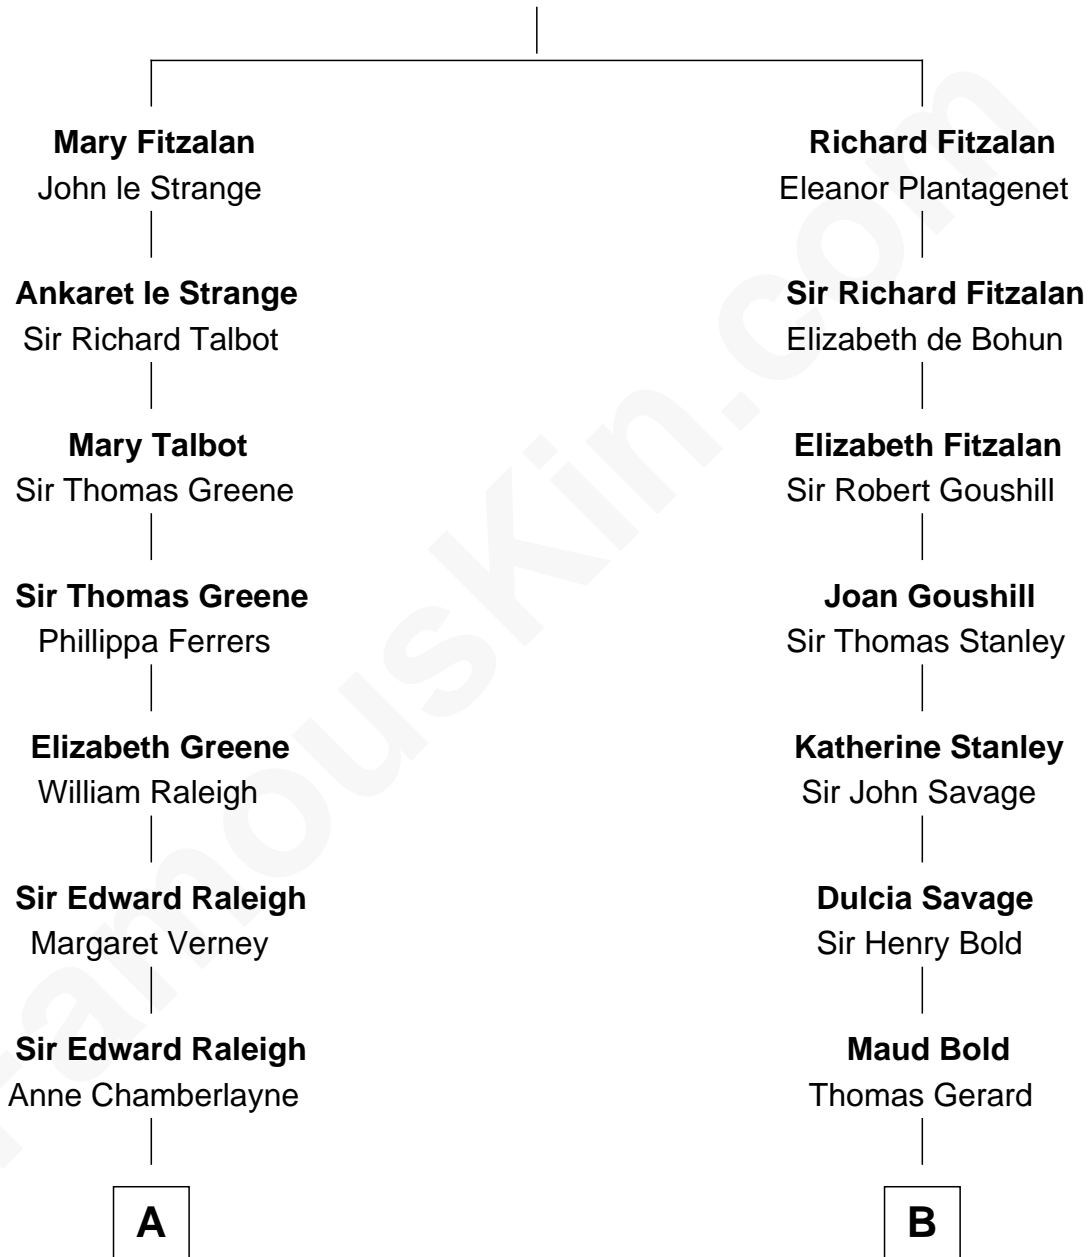 Mary Fitzalan
John le Strange
Richard Fitzalan
Eleanor Plantagenet
Ankaret le Strange
Sir Richard Talbot
Sir Richard Fitzalan
Elizabeth de Bohun
Mary Talbot
Sir Thomas Greene
Elizabeth Fitzalan
Sir Robert Goushill
Sir Thomas Greene
Phillippa Ferrers
Joan Goushill
Sir Thomas Stanley
Elizabeth Greene
William Raleigh
Katherine Stanley
Sir John Savage
Sir Edward Raleigh
Margaret Verney
Dulcia Savage
Sir Henry Bold
Sir Edward Raleigh
Anne Chamberlayne
Maud Bold
Thomas Gerard
A
B
FamousKin.com